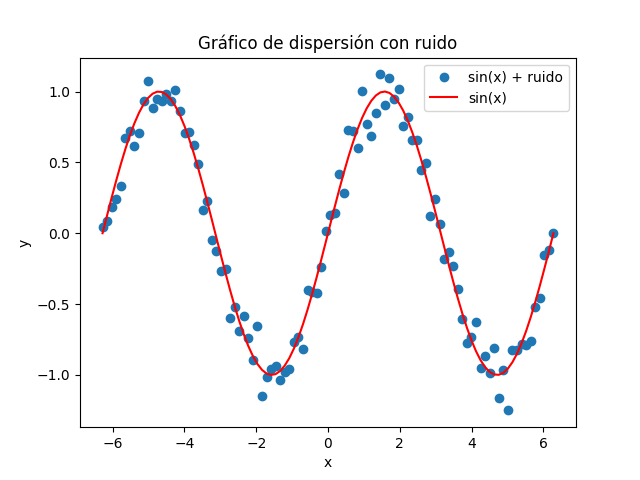 Gráfico de dispersión con ruido
sin(x) + ruido
sin(x)
1.0
0.5
0.0
−0.5
−1.0
y
−6
−4
−2
0
2
4
6
x